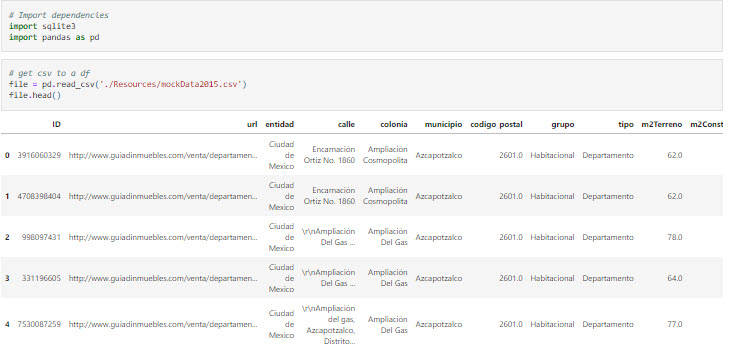 # Import dependencies
import sqlite3
import pandas as pd
# get csv to a df
file = pd.read_csv('./Resources/mockData2015.csv')
file.head()
ID url entidad calle colonia municipio codigo postal grupo tipo m2Terreno m2Const
0 3916060329 http://www.guiadinmuebles.com/venta/departamen... Ciudad de Mexico Encarnación Ortiz No. 1860 Ampliación Cosmopolita Azcapotzalco 2601.0 Habitacional Departamento 62.0
1 4708398404 http://www.guiadinmuebles.com/venta/departamen... Ciudad de Mexico Encarnación Ortiz No. 1860 Ampliación Cosmopolita Azcapotzalco 2601.0 Habitacional Departamento 62.0
2 998097431 http://www.guiadinmuebles.com/venta/departamen... Ciudad de Mexico \r\nAmpliación Del Gas ... Ampliación Del Gas Azcapotzalco 2601.0 Habitacional Departamento 78.0
3 331196605 http://www.guiadinmuebles.com/venta/departamen... Ciudad de Mexico \r\nAmpliación Del Gas ... Ampliación Del Gas Azcapotzalco 2601.0 Habitacional Departamento 64.0
4 7530087259 http://www.guiadinmuebles.com/venta/departamen... Ciudad de Mexico \r\nAmpliación del gas, Azcapotzalco, Distrito... Ampliación Del Gas Azcapotzalco 2601.0 Habitacional Departamento 77.0